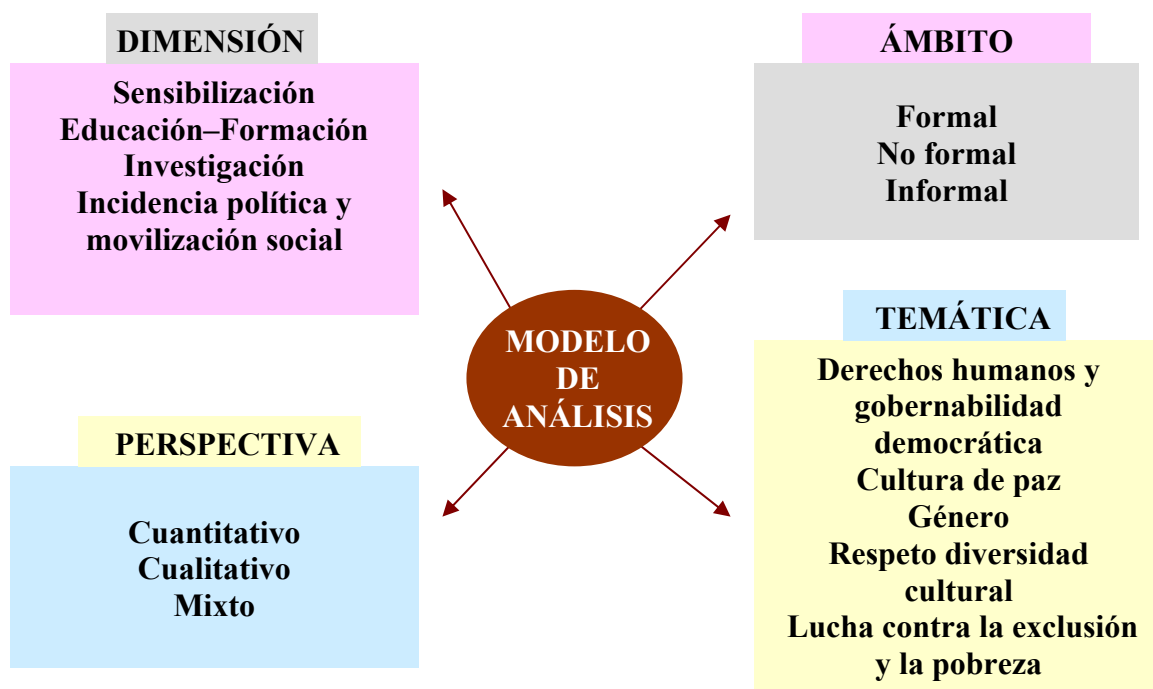 DIMENSIÓN
Sensibilización
Educación–Formación
Investigación
Incidencia política y
movilización social
ÁMBITO
Formal
No formal
Informal
MODELO
DE
ANÁLISIS
PERSPECTIVA
Cuantitativo
Cualitativo
Mixto
TEMÁTICA
Derechos humanos y
gobernabilidad
democrática
Cultura de paz
Género
Respeto diversidad
cultural
Lucha contra la exclusión
y la pobreza